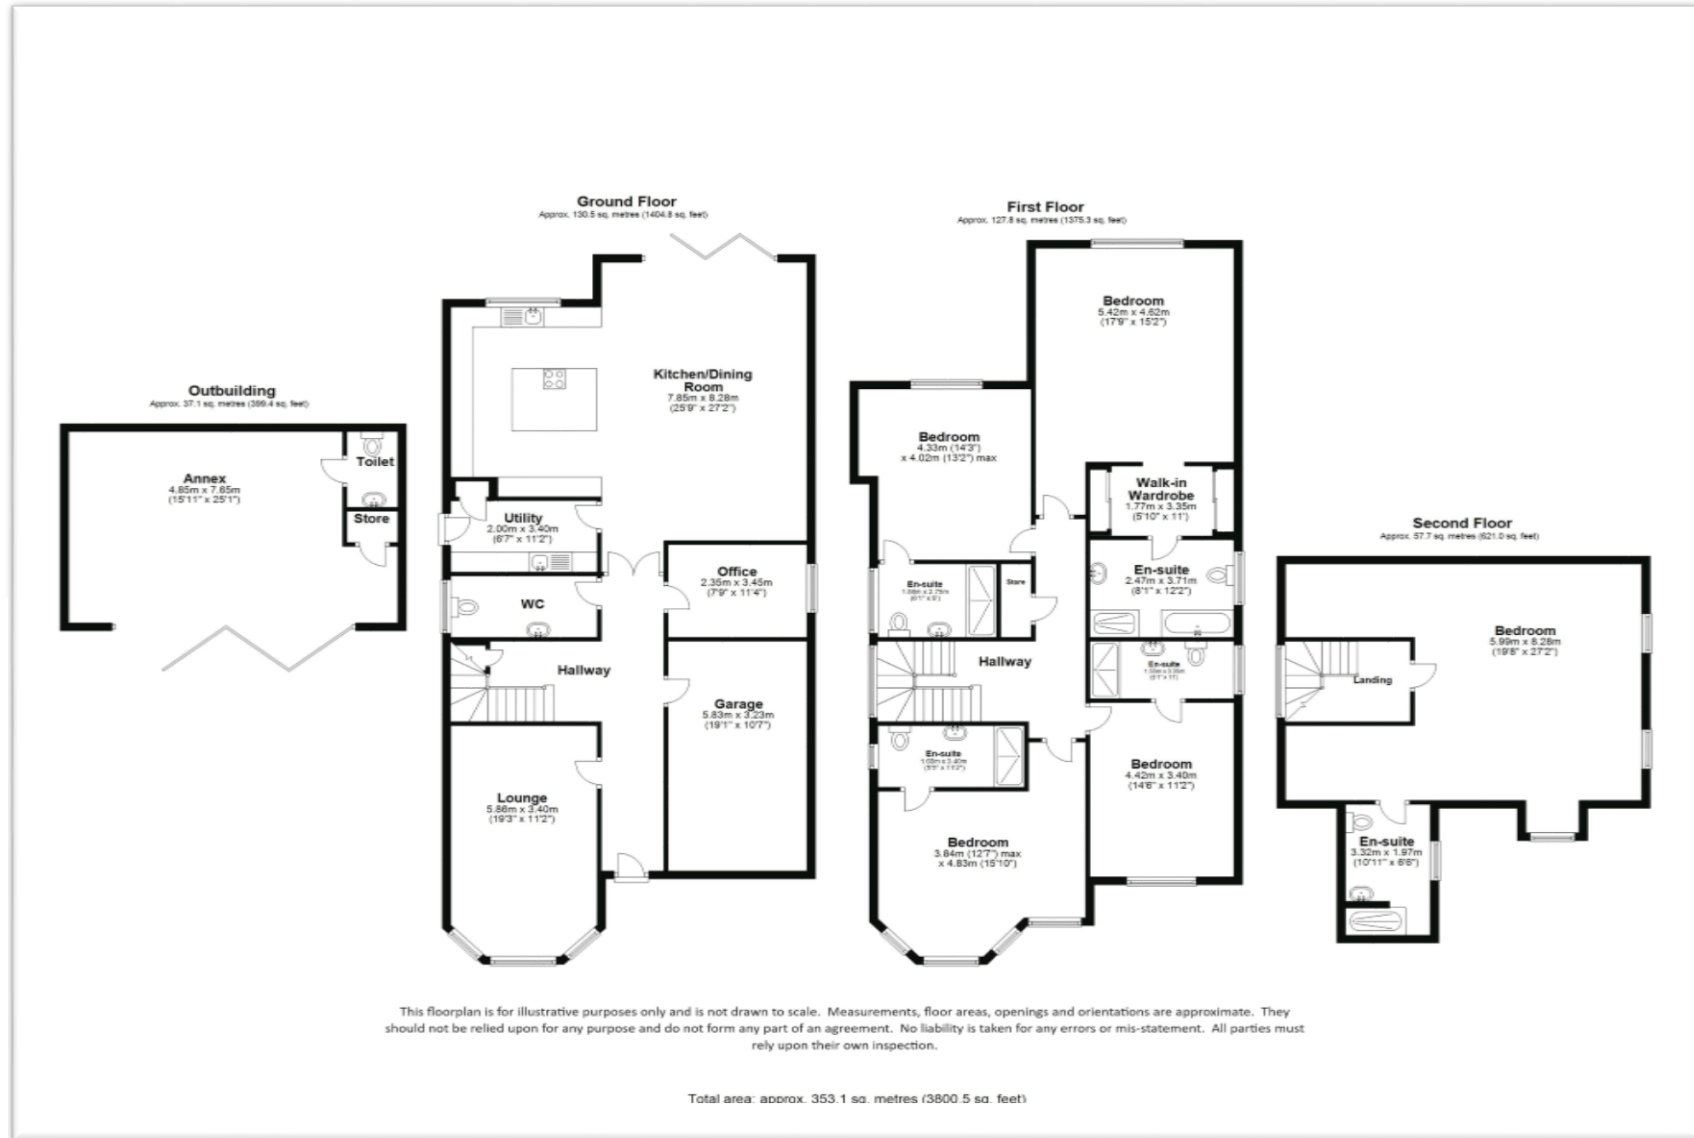 Ground Floor
Approx. 130.5 sq. metres (1404.8 sq. feet)
Kitchen/Dining
Room
7.85m x 8.28m
(25'9" x 27'2")
Utility
2.00m x 3.40m
(6'7" x 11'2")
WC
Office
2.35m x 3.45m
(7'9" x 11'4")
Hallway
Garage
5.83m x 3.23m
(19'1" x 10'7")
Lounge
5.86m x 3.40m
(19'3" x 11'2")
Outbuilding
Approx. 37.1 sq. metres (399.4 sq. feet)
Annex
4.85m x 7.65m
(15'11" x 25'1")
Toilet
Store
First Floor
Approx. 127.8 sq. metres (1375.3 sq. feet)
Bedroom
5.42m x 4.62m
(17'9" x 15'2")
Bedroom
4.33m (14'3")
x 4.02m (13'2") max
Walk-in
Wardrobe
1.77m x 3.35m
(5'10" x 11')
En-suite
2.47m x 3.71m
(8'1" x 12'2")
En-suite
Store
Hallway
En-suite
En-suite
Bedroom
4.42m x 3.40m
(14'6" x 11'2")
Bedroom
3.84m (12'7") max
x 4.83m (15'10")
Second Floor
Approx. 57.7 sq. metres (621.0 sq. feet)
Bedroom
5.99m x 8.28m
(19'8" x 27'2")
Landing
En-suite
3.32m x 1.97m
(10'11" x 6'6")
This floorplan is for illustrative purposes only and is not drawn to scale. Measurements, floor areas, openings and orientations are approximate. They
should not be relied upon for any purpose and do not form any part of an agreement. No liability is taken for any errors or mis-statement. All parties must
rely upon their own inspection.
Total area: approx. 353.1 sq. metres (3800.5 sq. feet)